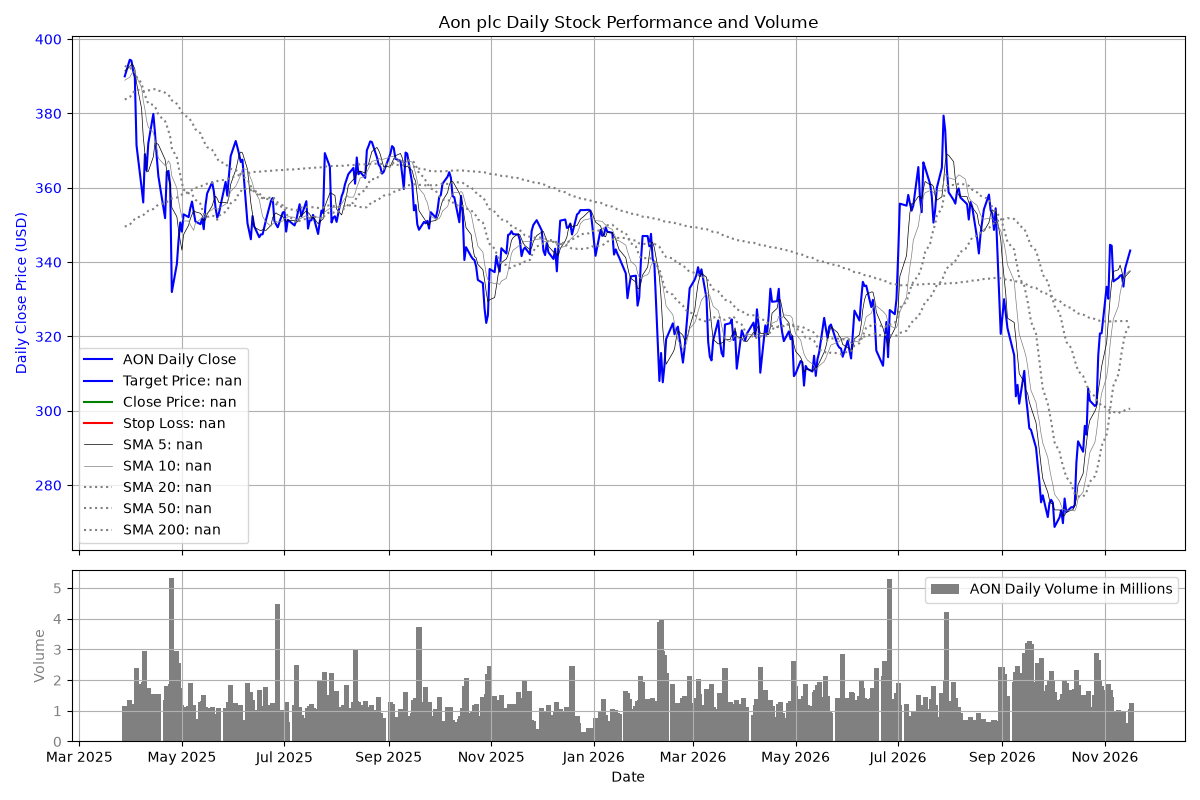 Aon plc Daily Stock Performance and Volume
400
380
360
340
320
300
280
Daily Close Price (USD)
AON Daily Close
Target Price: nan
Close Price: nan
Stop Loss: nan
SMA 5: nan
SMA 10: nan
SMA 20: nan
SMA 50: nan
SMA 200: nan
5
4
3
2
1
0
Volume
AON Daily Volume in Millions
Mar 2025 May 2025 Jul 2025 Sep 2025 Nov 2025 Jan 2026 Mar 2026 May 2026 Jul 2026 Sep 2026 Nov 2026
Date